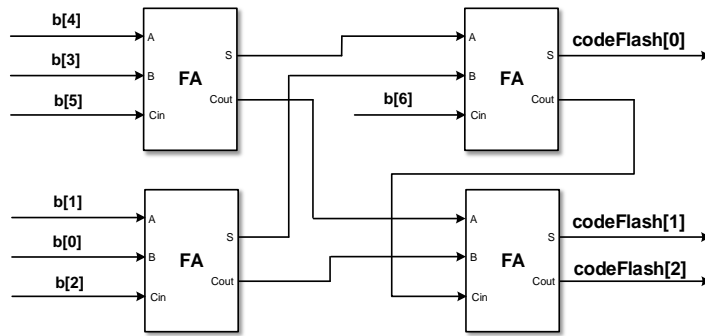 b[4]
A
b[3]
B
FA
S
b[5]
Cin
Cout
A
S
codeFlash[0]
B
FA
b[6]
Cin
Cout
b[1]
A
b[0]
B
FA
S
b[2]
Cin
Cout
A
S
codeFlash[1]
B
FA
Cin
Cout
codeFlash[2]